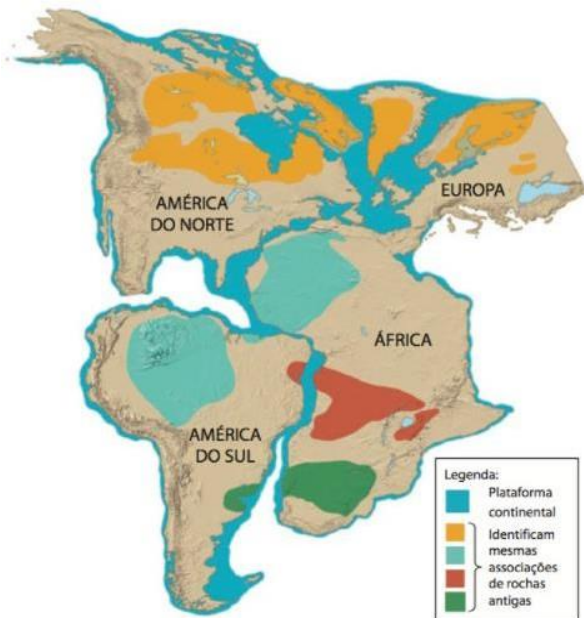 EUROPA
AMÉRICA
DO NORTE
ÁFRICA
AMÉRICA
DO SUL
Legenda:
Plataforma
continental
Identificam
mesmas
associações
de rochas
antigas